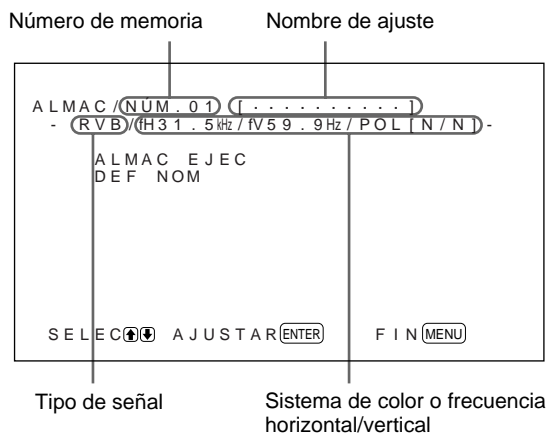 Número de memoria
Nombre de ajuste
ALMAC/NÚM.01 [··········]
- RVB/fH31.5kHz/fV59.9Hz/POL[N/N]-
ALMAC EJEC
DEF NOM
SELEC⬆⬇ AJUSTAR ENTER FIN MENU
Tipo de señal
Sistema de color o frecuencia
horizontal/vertical